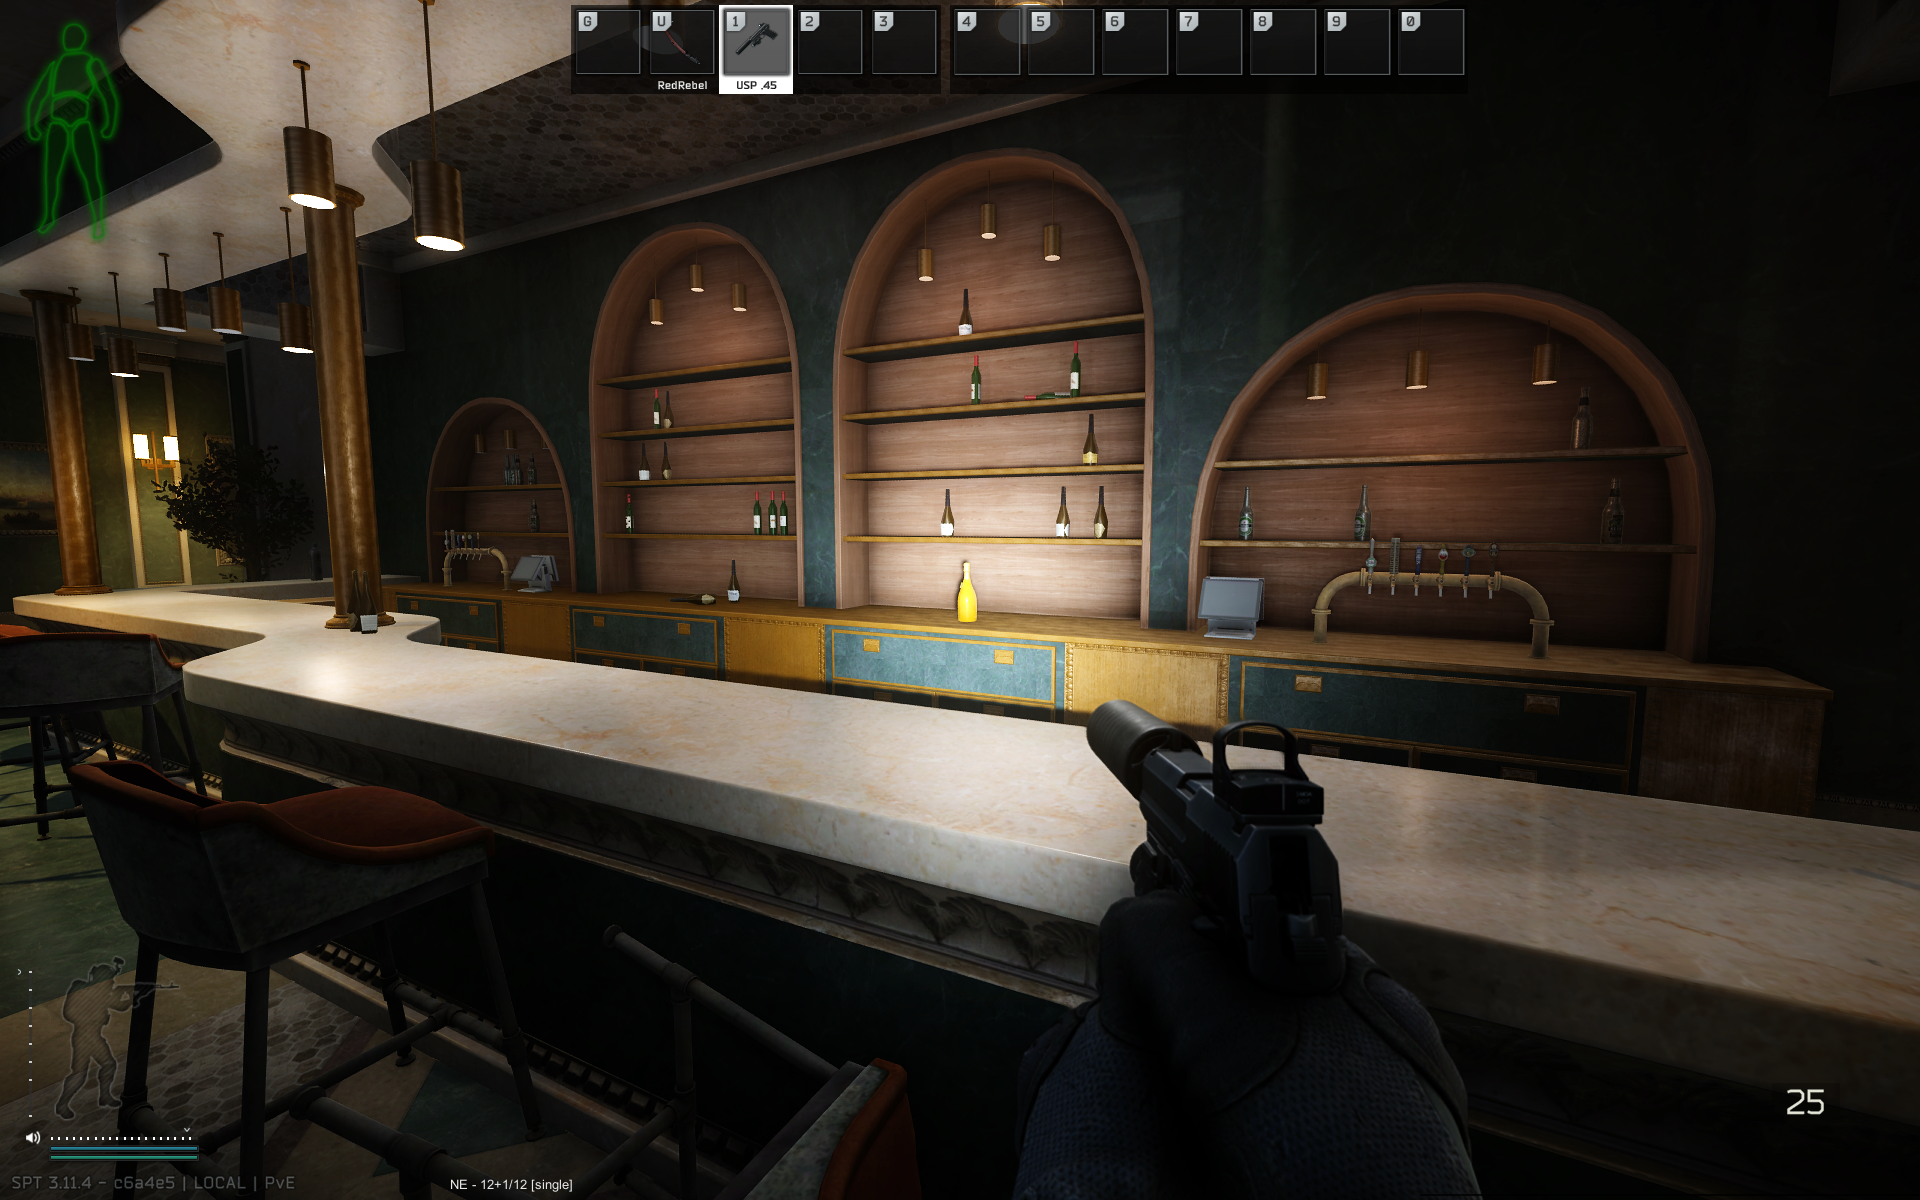 G U 1 2 3 4 5 6 7 8 9 0
RedRebel USP .45
25
SPT 3.11.4 - c6a4e5 | LOCAL | PvE
NE - 12+1/12 [single]